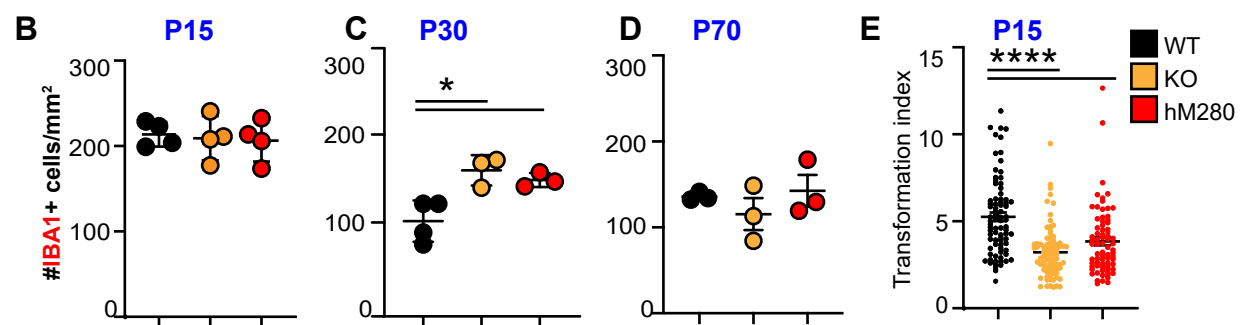 B P15
#IBA1+ cells/mm²
300
200
100
0
C P30
300
200
100
0
*
D P70
300
200
100
0
E P15
Transformation index
15
10
5
0
****
WT
KO
hM280